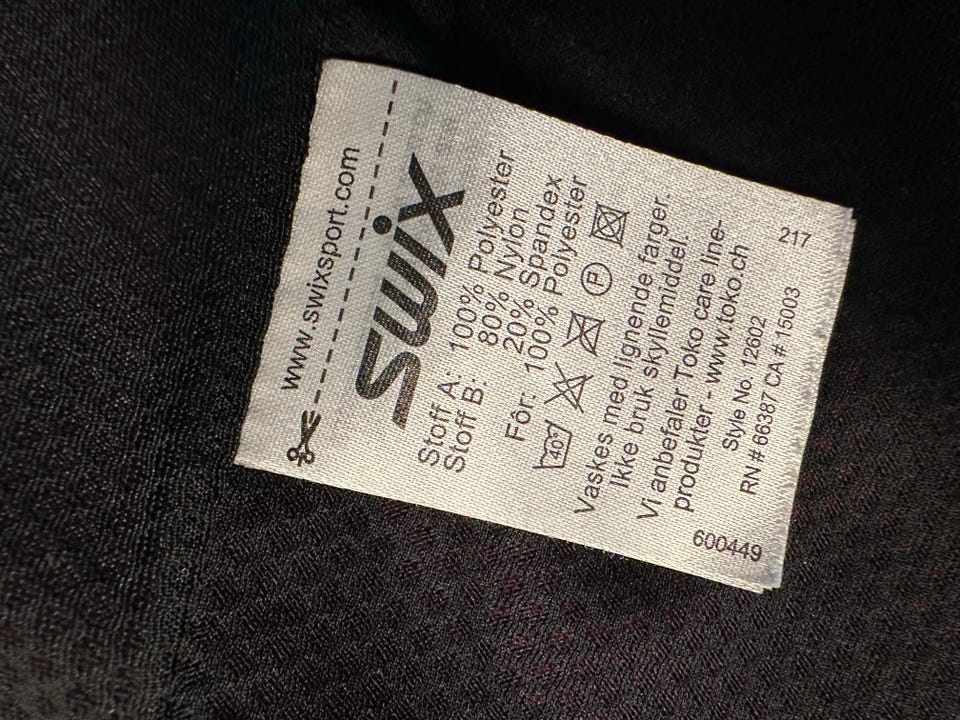 www.swixsport.com
swix
Stoff A: 100% Polyester
Stoff B: 80% Nylon
20% Spandex
Fôr: 100% Polyester
40° P
Vaskes med lignende farger.
Ikke bruk skyllemiddel.
Vi anbefaler Toko care line-
produkter - www.toko.ch
Style No. 12602
RN # 66387 CA # 15003
600449 217